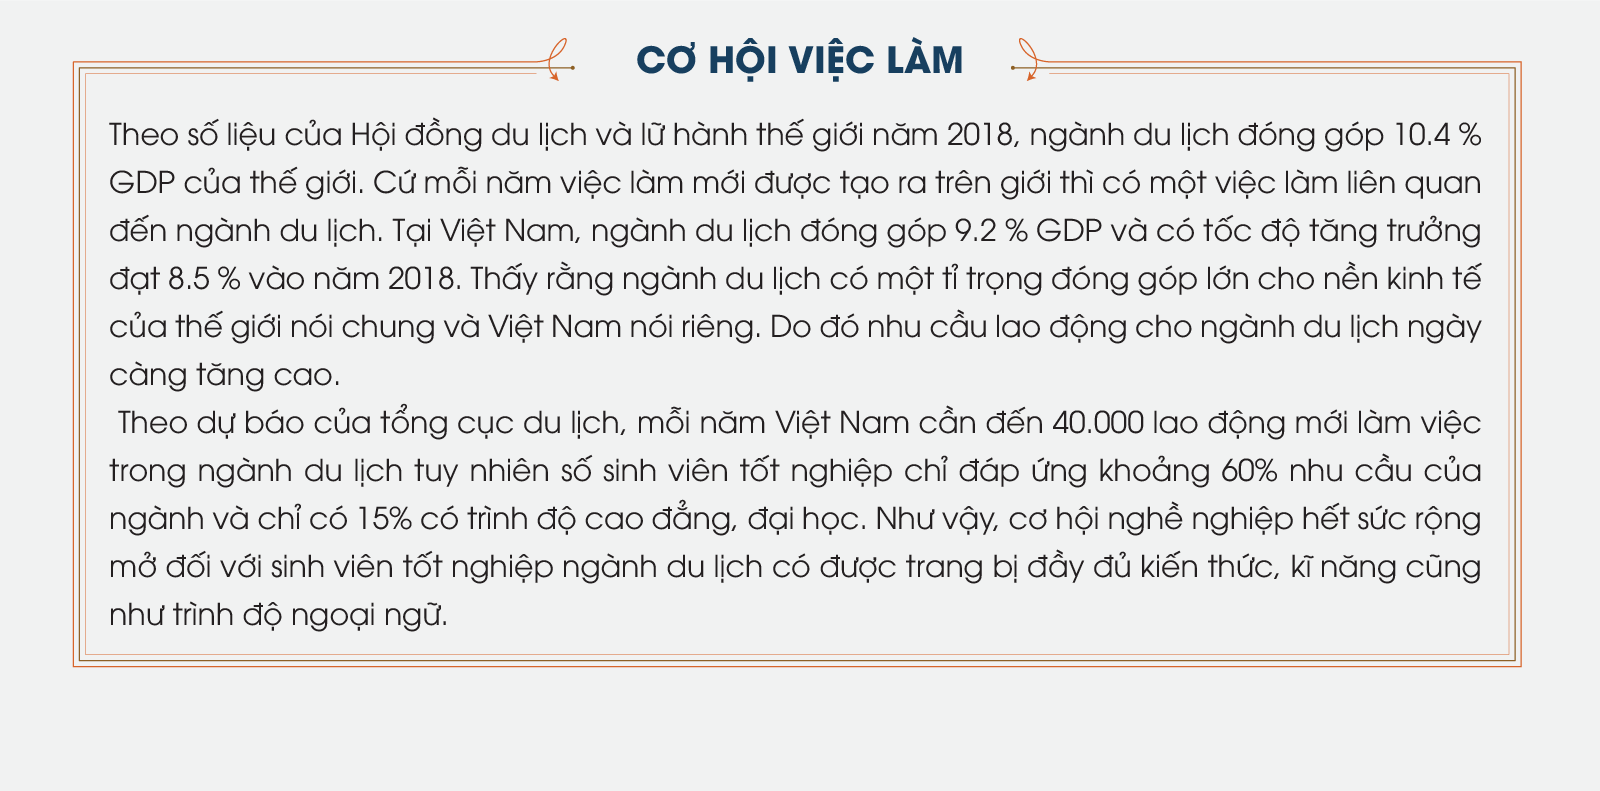 CƠ HỘI VIỆC LÀM
Theo số liệu của Hội đồng du lịch và lữ hành thế giới năm 2018, ngành du lịch đóng góp 10.4 %
GDP của thế giới. Cứ mỗi năm việc làm mới được tạo ra trên giới thì có một việc làm liên quan
đến ngành du lịch. Tại Việt Nam, ngành du lịch đóng góp 9.2 % GDP và có tốc độ tăng trưởng
đạt 8.5 % vào năm 2018. Thấy rằng ngành du lịch có một tỉ trọng đóng góp lớn cho nền kinh tế
của thế giới nói chung và Việt Nam nói riêng. Do đó nhu cầu lao động cho ngành du lịch ngày
càng tăng cao.
Theo dự báo của tổng cục du lịch, mỗi năm Việt Nam cần đến 40.000 lao động mới làm việc
trong ngành du lịch tuy nhiên số sinh viên tốt nghiệp chỉ đáp ứng khoảng 60% nhu cầu của
ngành và chỉ có 15% có trình độ cao đẳng, đại học. Như vậy, cơ hội nghề nghiệp hết sức rộng
mở đối với sinh viên tốt nghiệp ngành du lịch có được trang bị đầy đủ kiến thức, kĩ năng cũng
như trình độ ngoại ngữ.